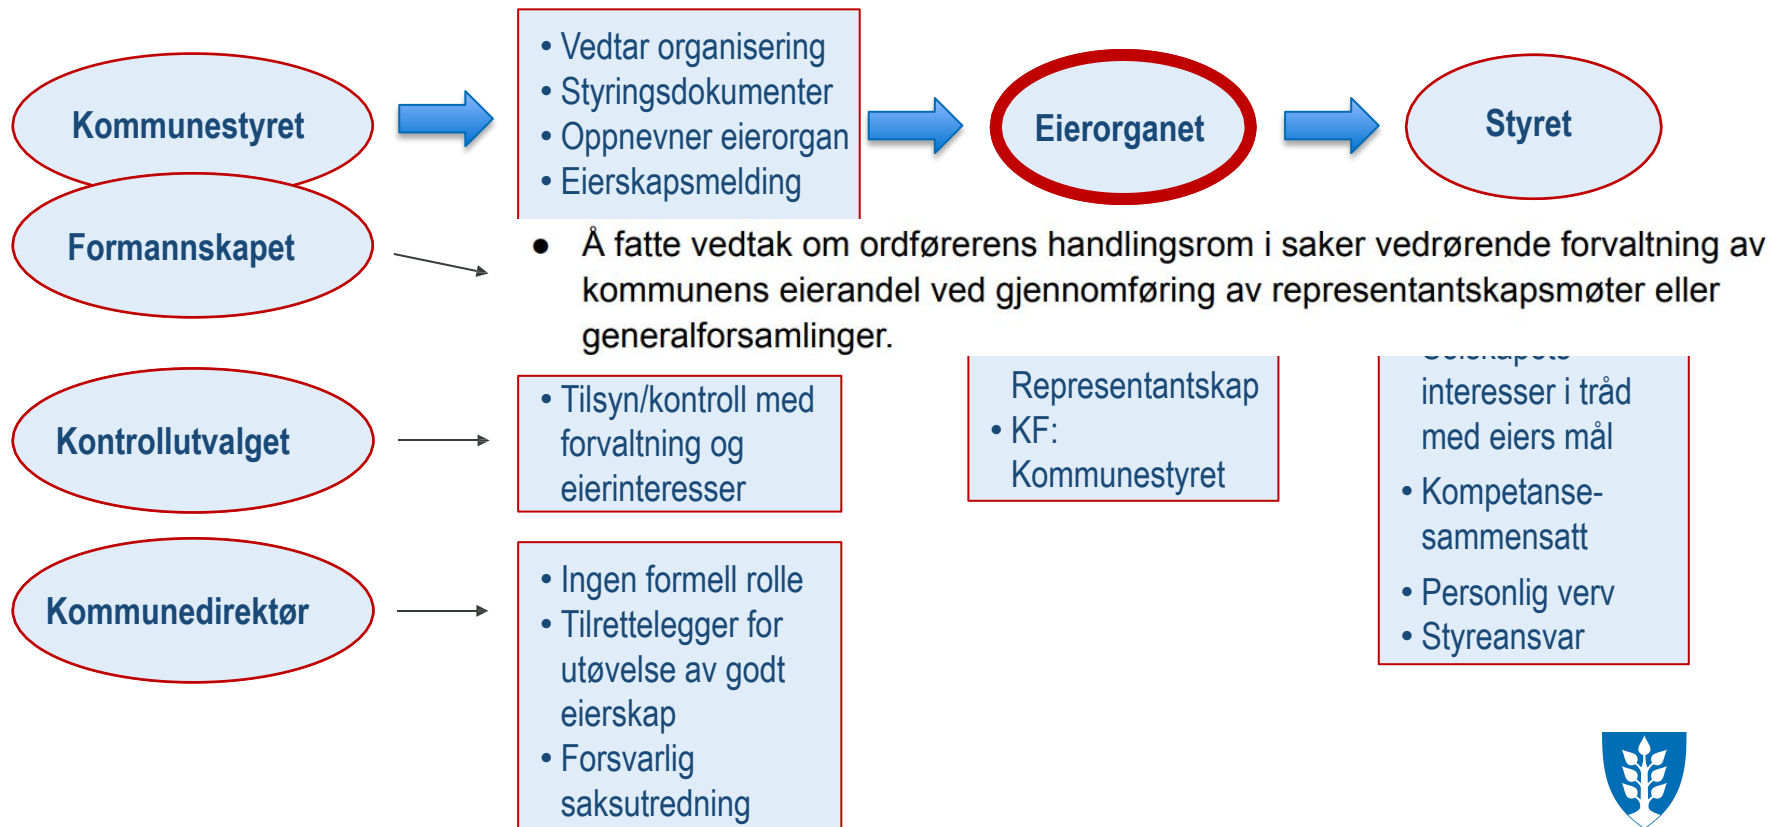 Kommunestyret
• Vedtar organisering
• Styringsdokumenter
• Oppnevner eierorgan
• Eierskapsmelding
Eierorganet
Styret
Formannskapet
● Å fatte vedtak om ordførerens handlingsrom i saker vedrørende forvaltning av
kommunens eierandel ved gjennomføring av representantskapsmøter eller
generalforsamlinger.
Kontrollutvalget
• Tilsyn/kontroll med
forvaltning og
eierinteresser
Representantskap
• KF:
Kommunestyret
interesser i tråd
med eiers mål
• Kompetanse-
sammensatt
• Personlig verv
• Styreansvar
Kommunedirektør
• Ingen formell rolle
• Tilrettelegger for
utøvelse av godt
eierskap
• Forsvarlig
saksutredning